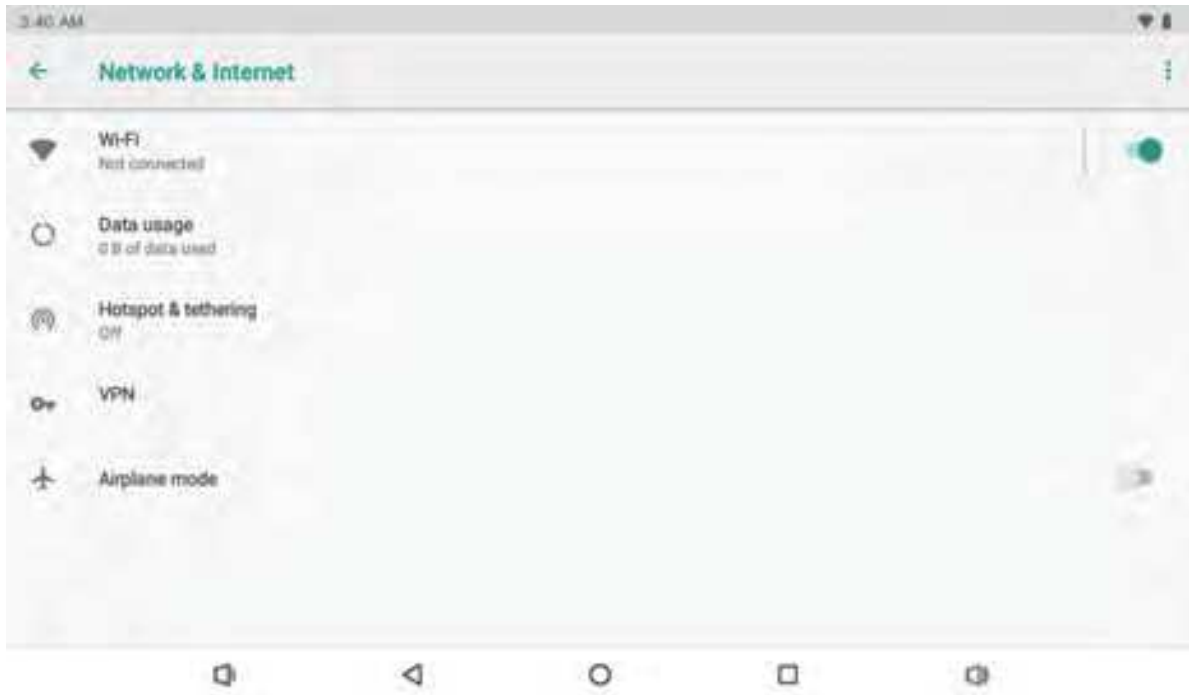 3:40 AM
Network & Internet
Wi-Fi
Not connected
Data usage
0 B of data used
Hotspot & tethering
Off
VPN
Airplane mode